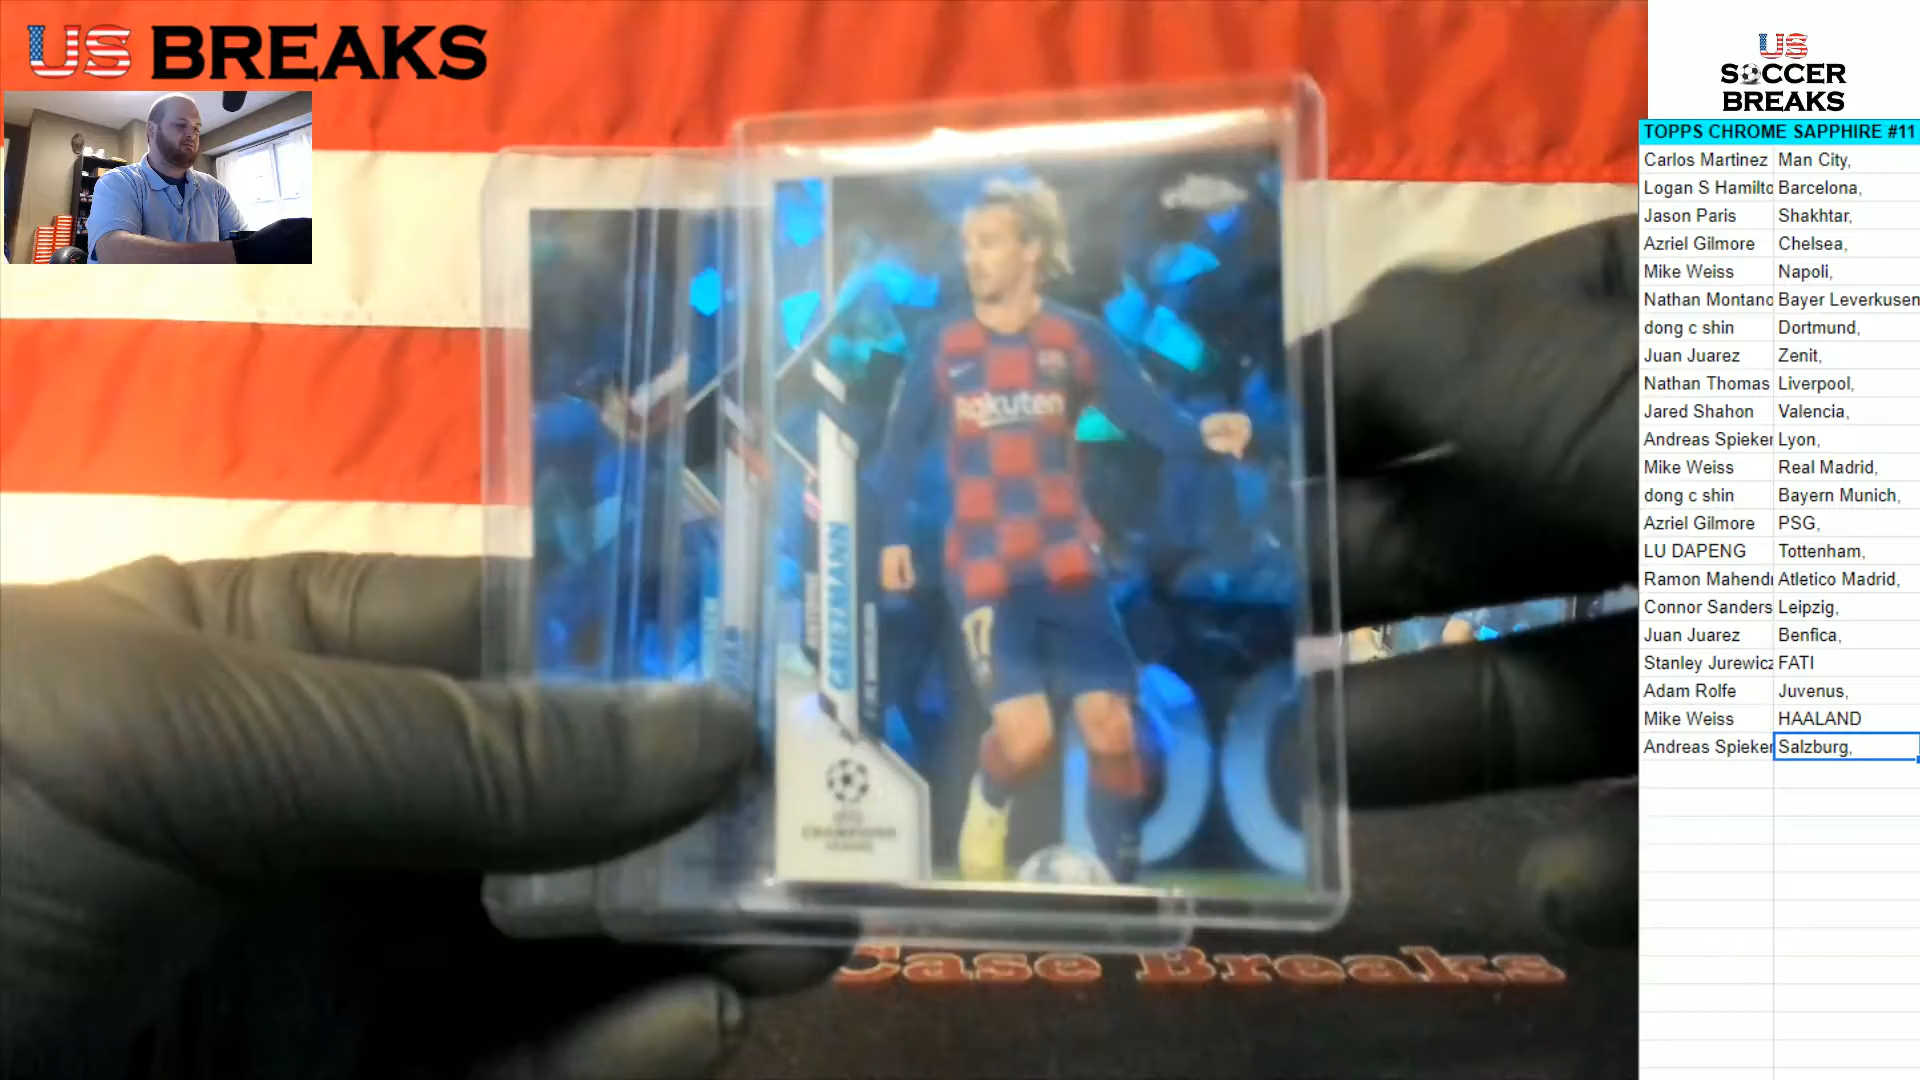 US BREAKS
US
SOCCER
BREAKS
TOPPS CHROME SAPPHIRE #11
Carlos Martinez Man City,
Logan S Hamilto Barcelona,
Jason Paris Shakhtar,
Azriel Gilmore Chelsea,
Mike Weiss Napoli,
Nathan Montano Bayer Leverkusen
dong c shin Dortmund,
Juan Juarez Zenit,
Nathan Thomas Liverpool,
Jared Shahon Valencia,
Andreas Spieker Lyon,
Mike Weiss Real Madrid,
dong c shin Bayern Munich,
Azriel Gilmore PSG,
LU DAPENG Tottenham,
Ramon Mahendr Atletico Madrid,
Connor Sanders Leipzig,
Juan Juarez Benfica,
Stanley Jurewicz FATI
Adam Rolfe Juvenus,
Mike Weiss HAALAND
Andreas Spieker Salzburg,
Rakuten
GRIEZMANN
17
CHAMPIONS
LEAGUE
Case Breaks